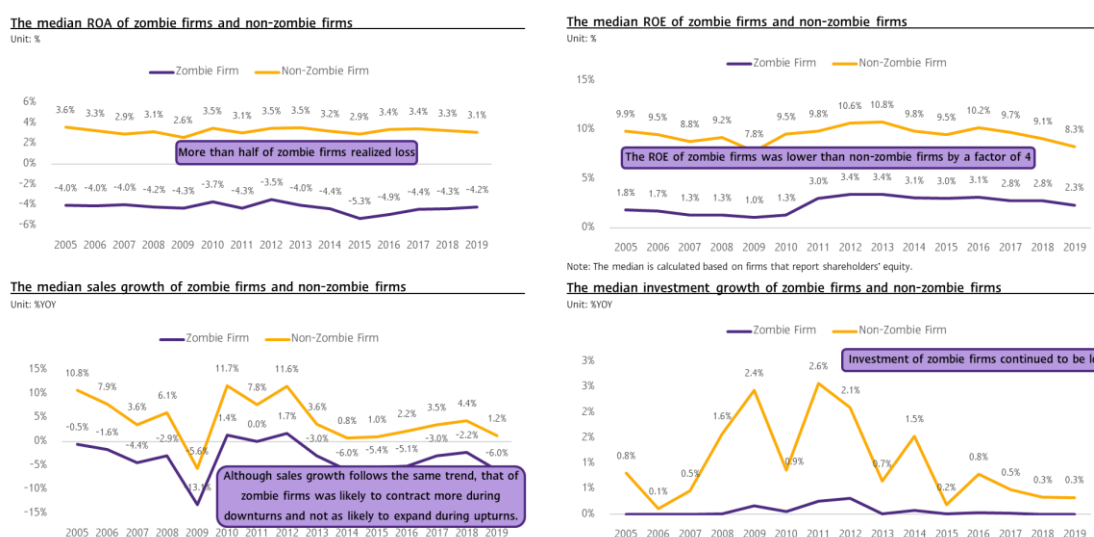 The median ROA of zombie firms and non-zombie firms
Unit: %
Zombie Firm Non-Zombie Firm
6%
4%
2%
0%
-2%
-4%
-6%
3.6% 3.3% 2.9% 3.1% 2.6% 3.5% 3.1% 3.5% 3.5% 3.2% 2.9% 3.4% 3.4% 3.3% 3.1%
More than half of zombie firms realized loss
-4.0% -4.0% -4.0% -4.2% -4.3% -3.7% -4.3% -3.5% -4.0% -4.4% -5.3% -4.9% -4.4% -4.3% -4.2%
2005 2006 2007 2008 2009 2010 2011 2012 2013 2014 2015 2016 2017 2018 2019
The median ROE of zombie firms and non-zombie firms
Unit: %
Zombie Firm Non-Zombie Firm
15%
10%
5%
0%
9.9% 9.5% 8.8% 9.2% 7.8% 9.5% 9.8% 10.6% 10.8% 9.8% 9.5% 10.2% 9.7% 9.1% 8.3%
The ROE of zombie firms was lower than non-zombie firms by a factor of 4
1.8% 1.7% 1.3% 1.3% 1.0% 1.3% 3.0% 3.4% 3.4% 3.1% 3.0% 3.1% 2.8% 2.8% 2.3%
2005 2006 2007 2008 2009 2010 2011 2012 2013 2014 2015 2016 2017 2018 2019
Note: The median is calculated based on firms that report shareholders' equity.
The median sales growth of zombie firms and non-zombie firms
Unit: %YOY
Zombie Firm Non-Zombie Firm
15%
10%
5%
0%
-5%
-10%
-15%
10.8% 7.9% 3.6% 6.1% -5.6% 11.7% 7.8% 11.6% 3.6% 0.8% 1.0% 2.2% 3.5% 4.4% 1.2%
-0.5% -1.6% -4.4% -2.9% -13.1% 1.4% 0.0% 1.7% -3.0% -6.0% -5.4% -5.1% -3.0% -2.2% -6.0%
Although sales growth follows the same trend, that of
zombie firms was likely to contract more during
downturns and not as likely to expand during upturns.
2005 2006 2007 2008 2009 2010 2011 2012 2013 2014 2015 2016 2017 2018 2019
The median investment growth of zombie firms and non-zombie firms
Unit: %YOY
Zombie Firm Non-Zombie Firm
Investment of zombie firms continued to be
3%
3%
2%
2%
1%
1%
0%
0.8% 0.1% 0.5% 1.6% 2.4% 0.9% 2.6% 2.1% 0.7% 1.5% 0.2% 0.8% 0.5% 0.3% 0.3%
2005 2006 2007 2008 2009 2010 2011 2012 2013 2014 2015 2016 2017 2018 2019